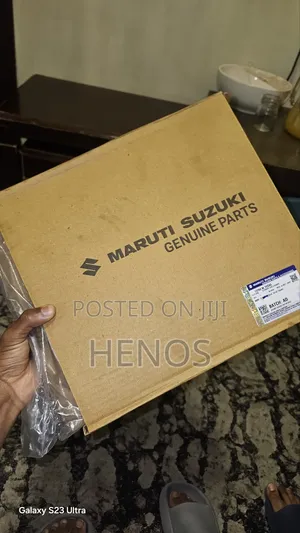 MARUTI SUZUKI
GENUINE PARTS
POSTED ON JIJI
HENOS
Galaxy S23 Ultra